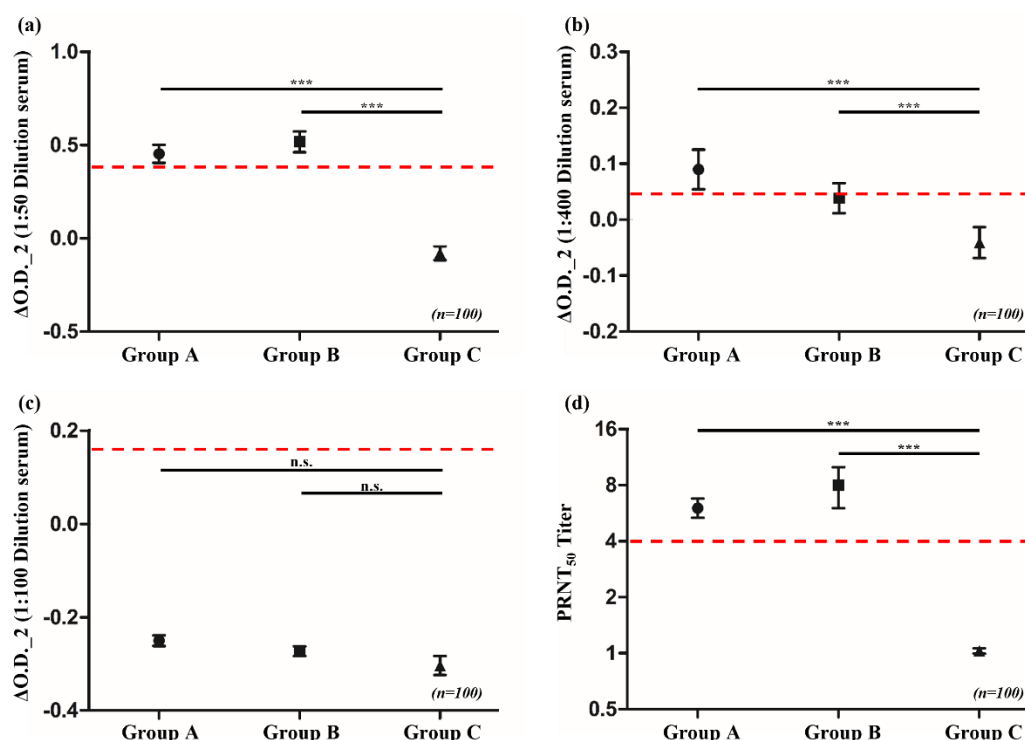 (a)
ΔO.D._2 (1:50 Dilution serum)
1.0
0.5
0.0
-0.5
***
***
(n=100)
Group A Group B Group C
(b)
ΔO.D._2 (1:400 Dilution serum)
0.3
0.2
0.1
0.0
-0.1
-0.2
***
***
(n=100)
Group A Group B Group C
(c)
ΔO.D._2 (1:100 Dilution serum)
0.2
0.0
-0.2
-0.4
n.s.
n.s.
(n=100)
Group A Group B Group C
(d)
PRNT₅₀ Titer
16
8
4
2
1
0.5
***
***
(n=100)
Group A Group B Group C